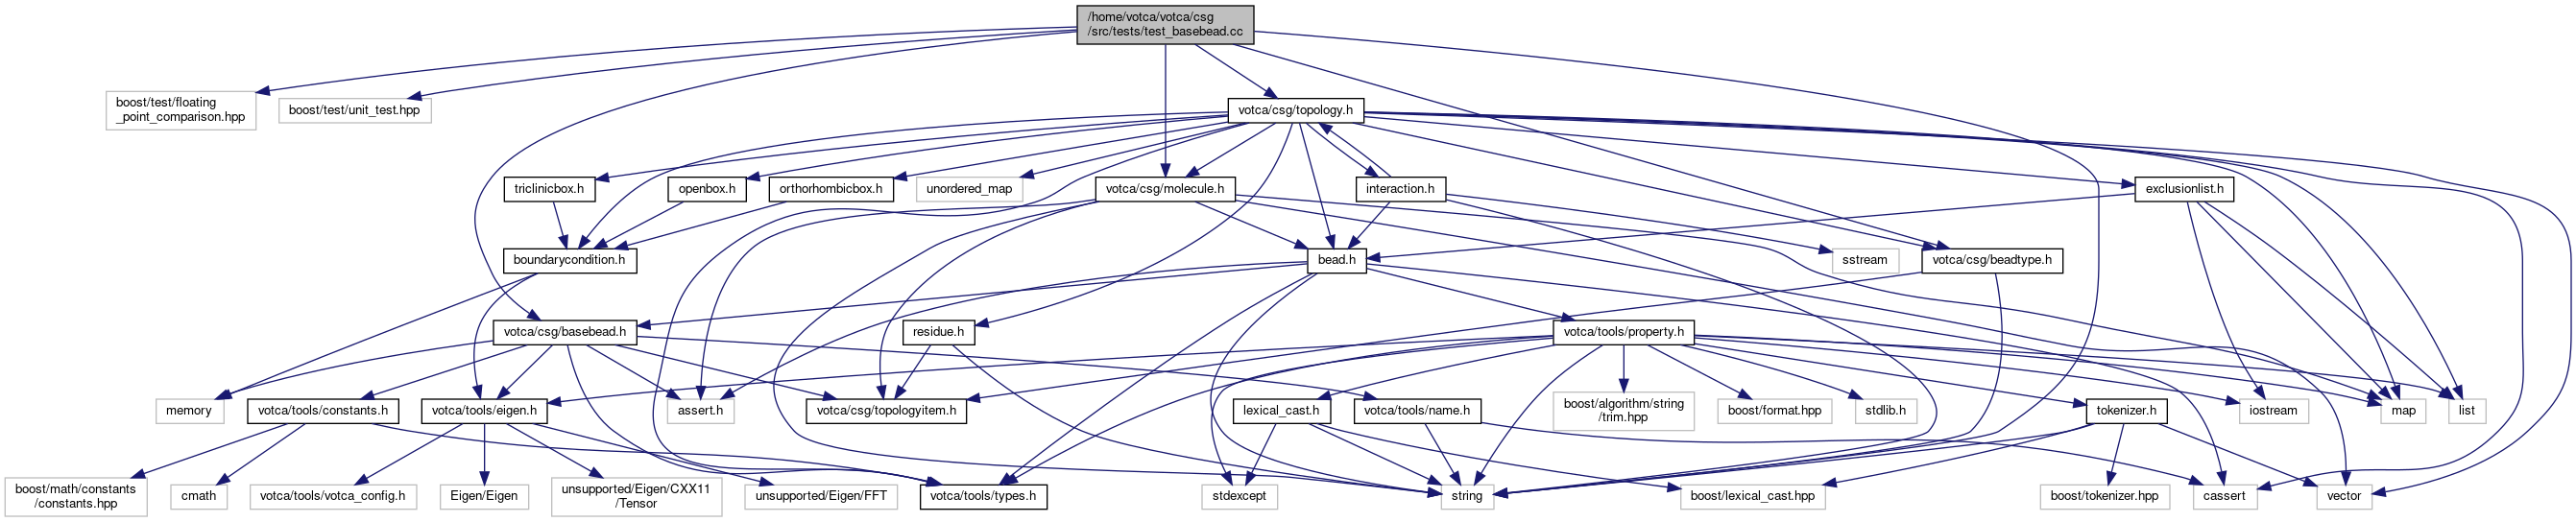 /home/votca/votca/csg
/src/tests/test_basebead.cc
boost/test/floating
_point_comparison.hpp
boost/test/unit_test.hpp
votca/csg/topology.h
triclinicbox.h
openbox.h
orthorhombicbox.h
unordered_map
votca/csg/molecule.h
interaction.h
exclusionlist.h
boundarycondition.h
bead.h
sstream
votca/csg/beadtype.h
votca/csg/basebead.h
residue.h
votca/tools/property.h
memory
votca/tools/constants.h
votca/tools/eigen.h
assert.h
votca/csg/topologyitem.h
lexical_cast.h
votca/tools/name.h
boost/algorithm/string
/trim.hpp
boost/format.hpp
stdlib.h
tokenizer.h
iostream
map
list
boost/math/constants
/constants.hpp
cmath
votca/tools/votca_config.h
Eigen/Eigen
unsupported/Eigen/CXX11
/Tensor
unsupported/Eigen/FFT
votca/tools/types.h
stdexcept
string
boost/lexical_cast.hpp
boost/tokenizer.hpp
cassert
vector